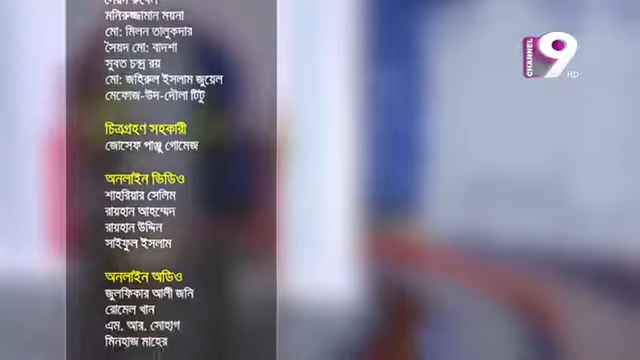 মনিরুজ্জামান ময়না
মো: মিলন তালুকদার
সৈয়দ মো: বাদশা
সুবত চন্দ্র রয়
মো: জহিরুল ইসলাম জুয়েল
মেফোজ-উদ-দৌলা টিটু
চিত্রগ্রহণ সহকারী
জোসেফ পাঞ্জু গোমেজ
অনলাইন ভিডিও
শাহরিয়ার সেলিম
রায়হান আহম্মেদ
রায়হান উদ্দিন
সাইফুল ইসলাম
অনলাইন অডিও
জুলফিকার আলী জনি
রোমেল খান
এম. আর. সোহাগ
মিনহাজ মাহের
CHANNEL 9 HD